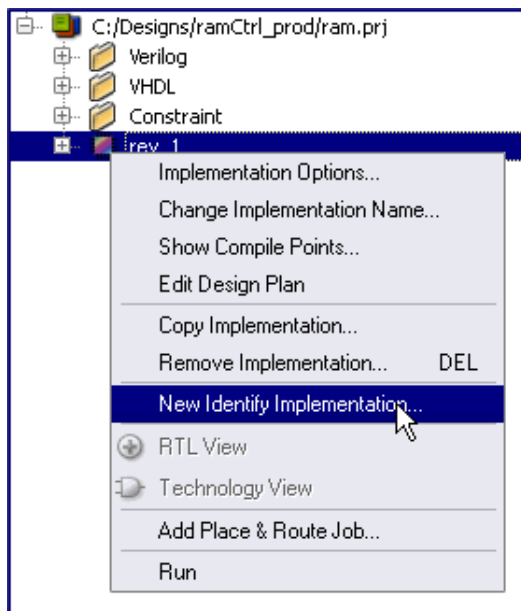 C:/Designs/ramCtrl_prod/ram.prj
Verilog
VHDL
Constraint
rev_1
Implementation Options...
Change Implementation Name...
Show Compile Points...
Edit Design Plan
Copy Implementation...
Remove Implementation... DEL
New Identify Implementation...
RTL View
Technology View
Add Place & Route Job...
Run